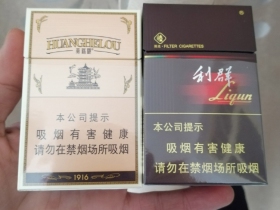 HUANGHELOU
黄鹤楼
本公司提示
吸烟有害健康
请勿在禁烟场所吸烟
1916
FILTER CIGARETTES
利群
Liqun
本公司提示
吸烟有害健康
请勿在禁烟场所吸烟